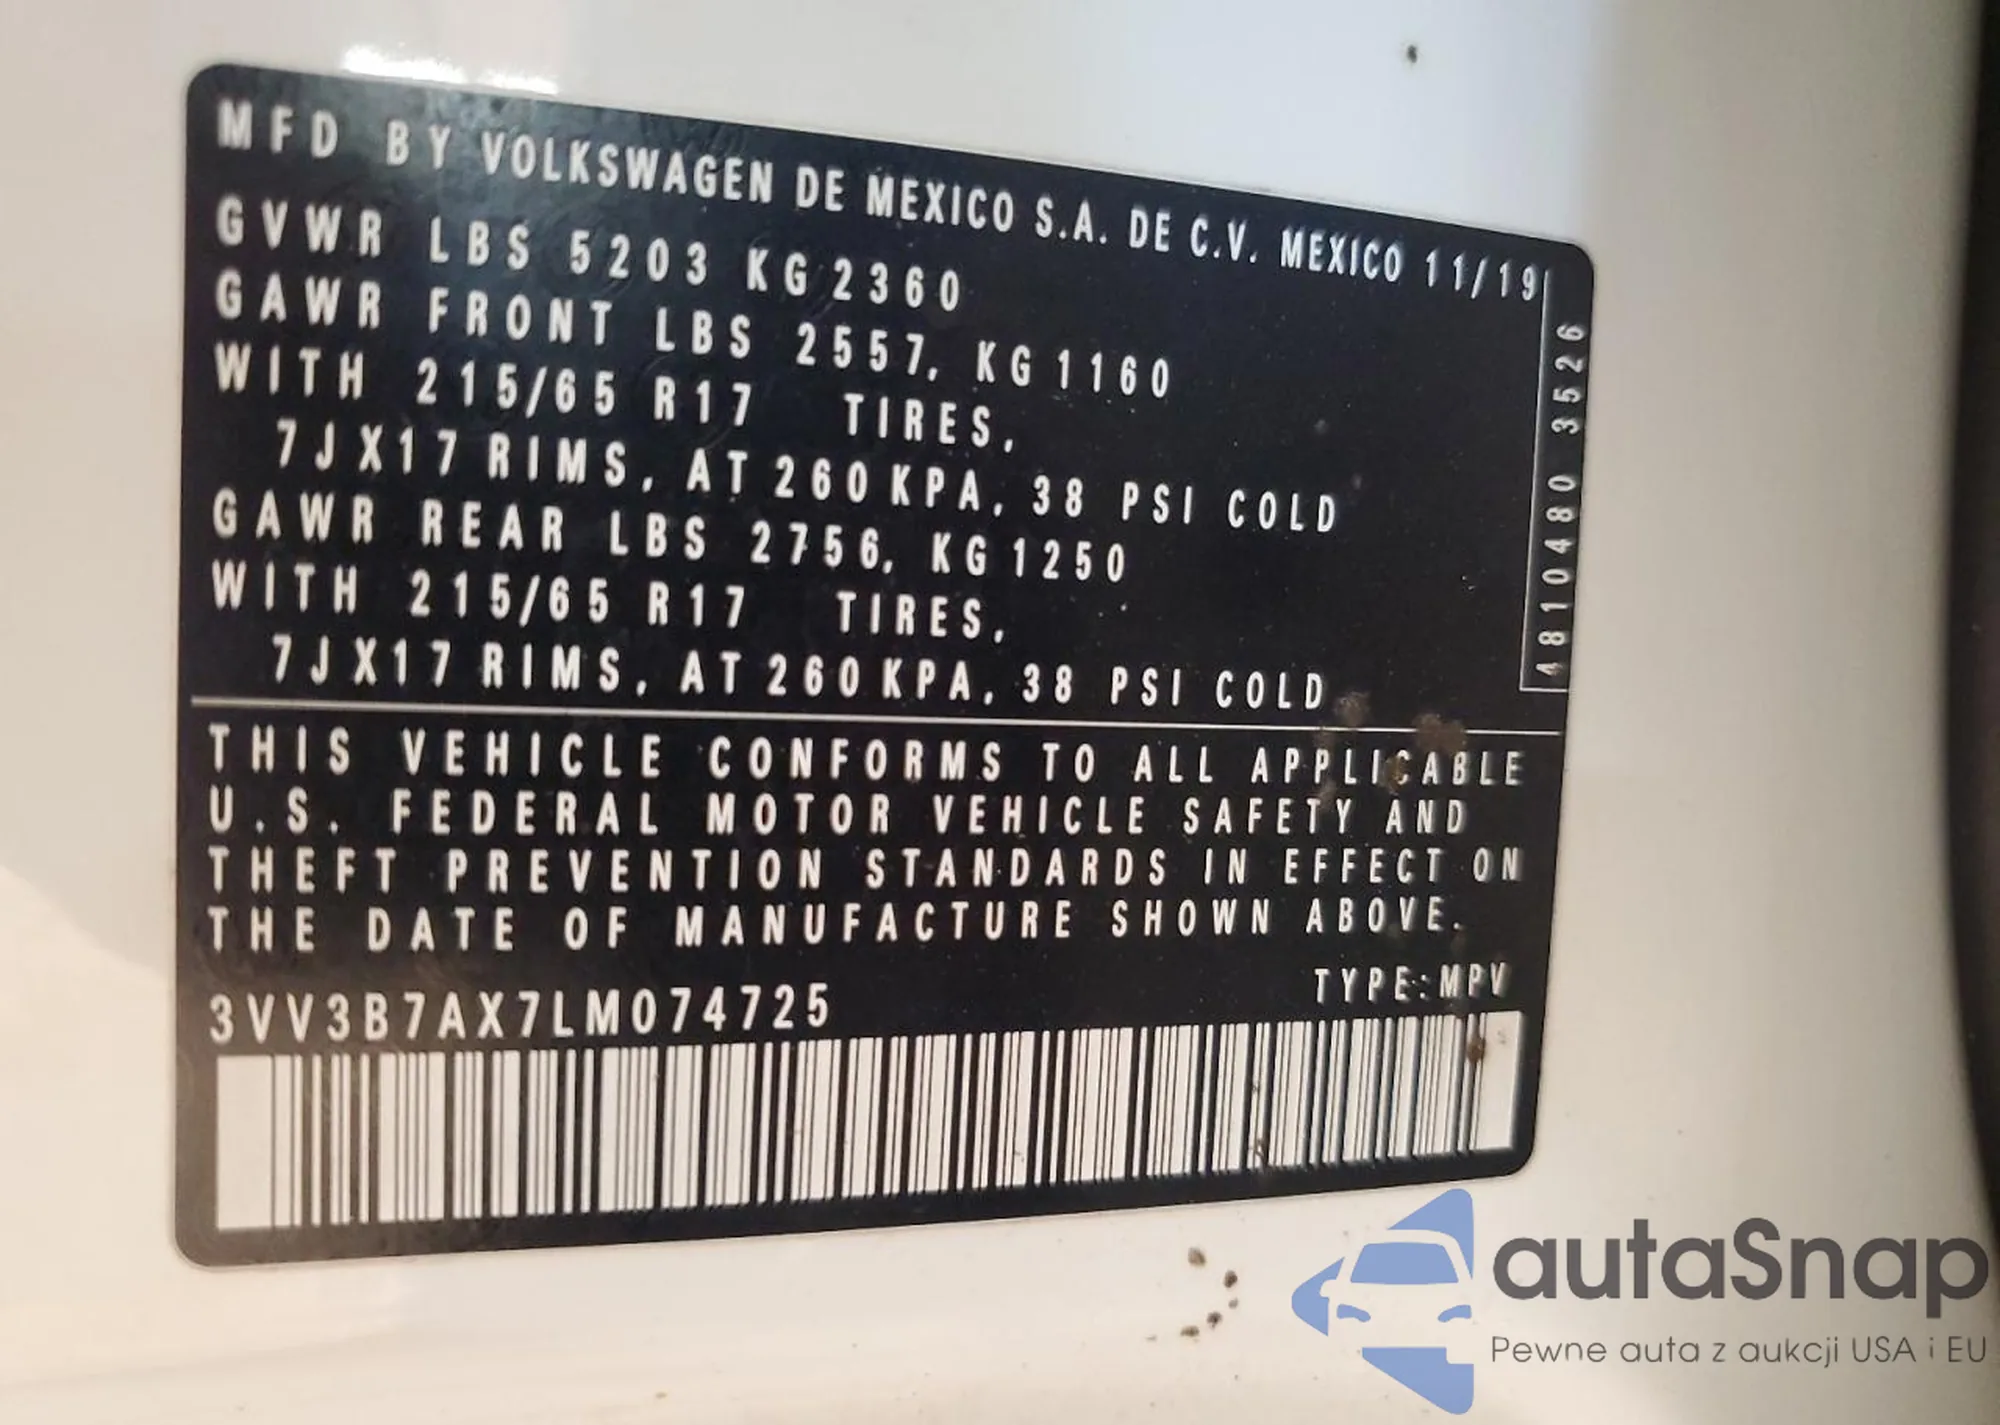 MFD BY VOLKSWAGEN DE MEXICO S.A. DE C.V. MEXICO 11/19
GVWR LBS 5203 KG 2360
GAWR FRONT LBS 2557, KG 1160
WITH 215/65 R17 TIRES,
7JX17 RIMS, AT 260 KPA, 38 PSI COLD
GAWR REAR LBS 2756, KG 1250
WITH 215/65 R17 TIRES,
7JX17 RIMS, AT 260 KPA, 38 PSI COLD
4810480 3526
THIS VEHICLE CONFORMS TO ALL APPLICABLE
U.S. FEDERAL MOTOR VEHICLE SAFETY AND
THEFT PREVENTION STANDARDS IN EFFECT ON
THE DATE OF MANUFACTURE SHOWN ABOVE.
TYPE:MPV
3VV3B7AX7LM074725
autaSnap
Pewne auta z aukcji USA i EU